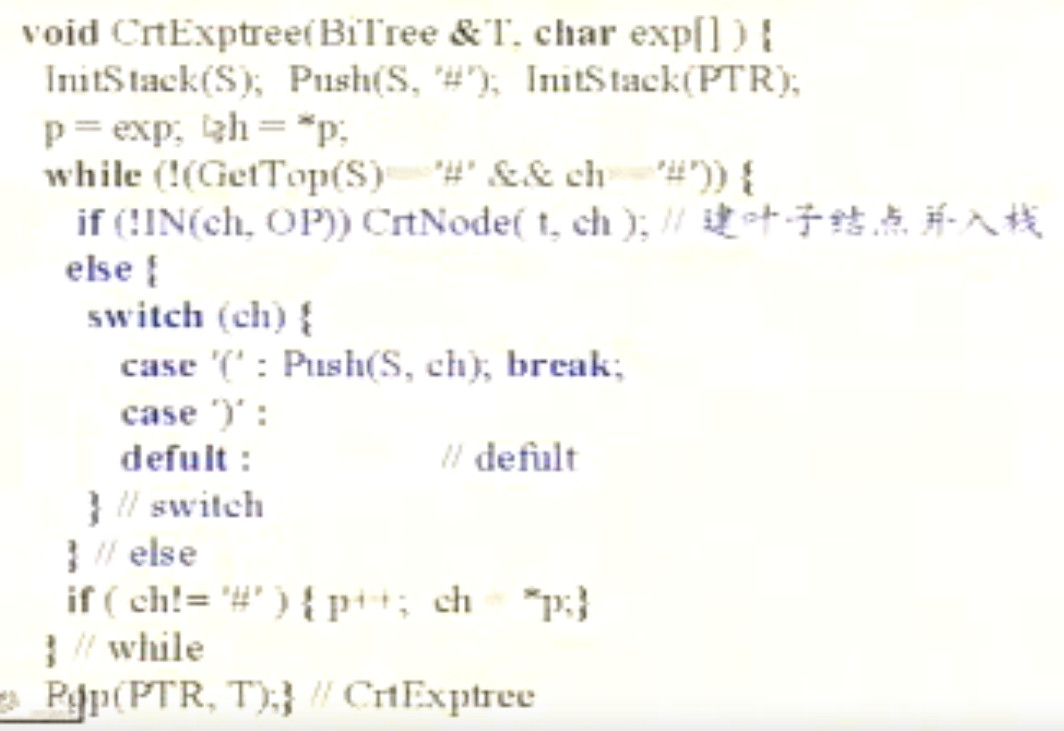 void CrtExptree(BiTree &T, char exp[] ) {
InitStack(S); Push(S, '#'); InitStack(PTR);
p = exp; ch = *p;
while (!(GetTop(S)=='#' && ch=='#')) {
if (!IN(ch, OP)) CrtNode( t, ch ); // 建叶子结点并入栈
else {
switch (ch) {
case '(' : Push(S, ch); break;
case ')' :
defult : // defult
} // switch
} // else
if ( ch!= '#' ) { p++; ch = *p;}
} // while
Pop(PTR, T);} // CrtExptree